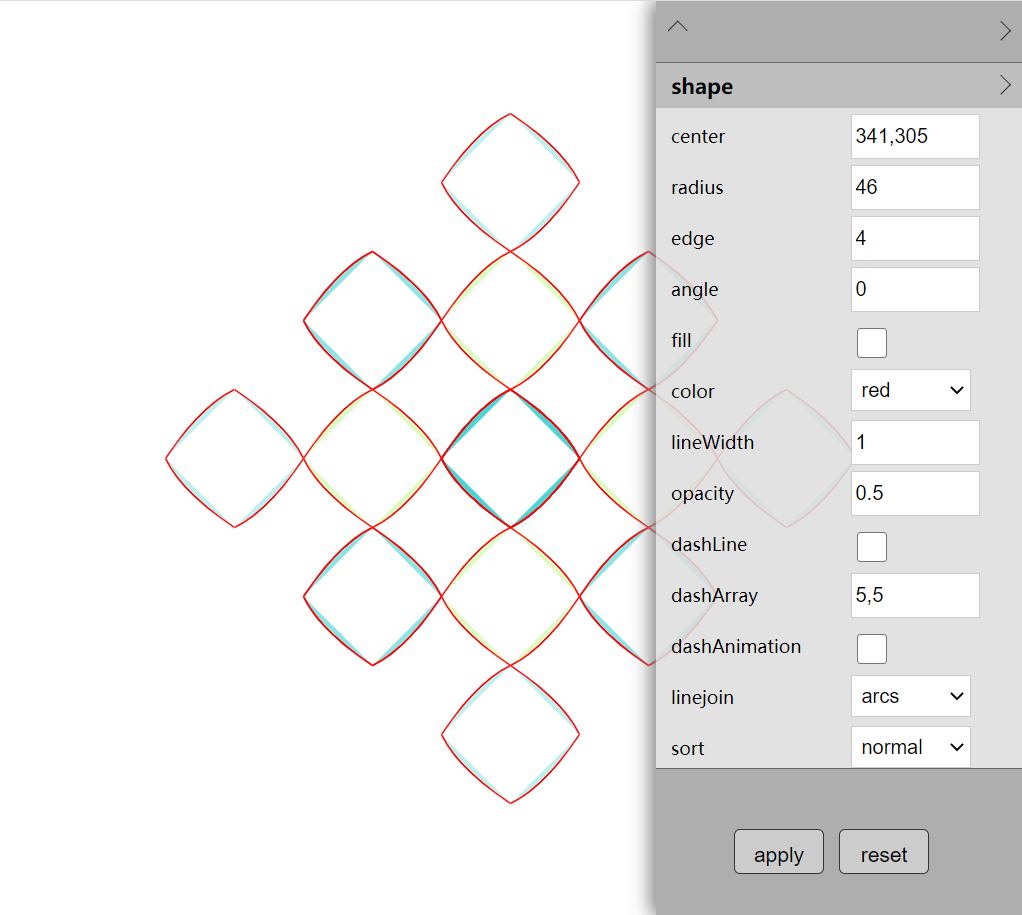 shape
center 341,305
radius 46
edge 4
angle 0
fill
color red
lineWidth 1
opacity 0.5
dashLine
dashArray 5,5
dashAnimation
linejoin arcs
sort normal
apply reset